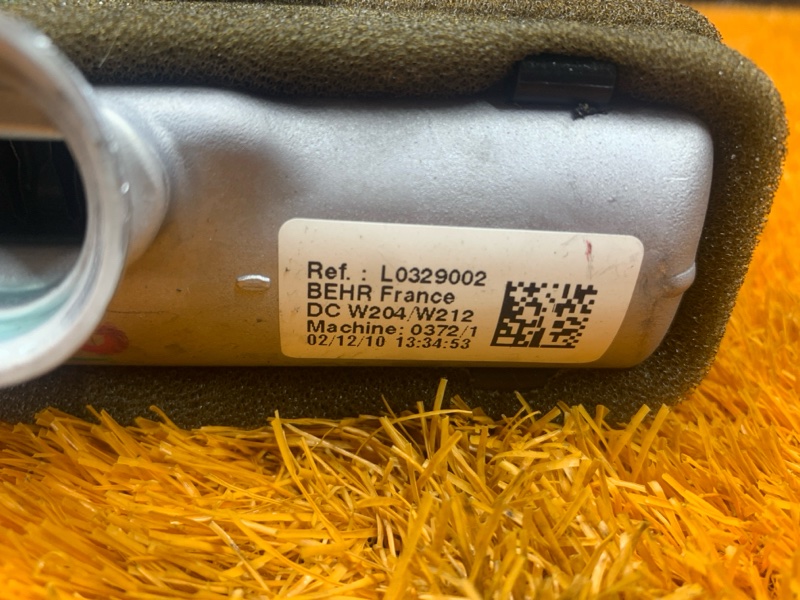 Ref. : L0329002
BEHR France
DC W204/W212
Machine: 0372/1
02/12/10 13:34:53